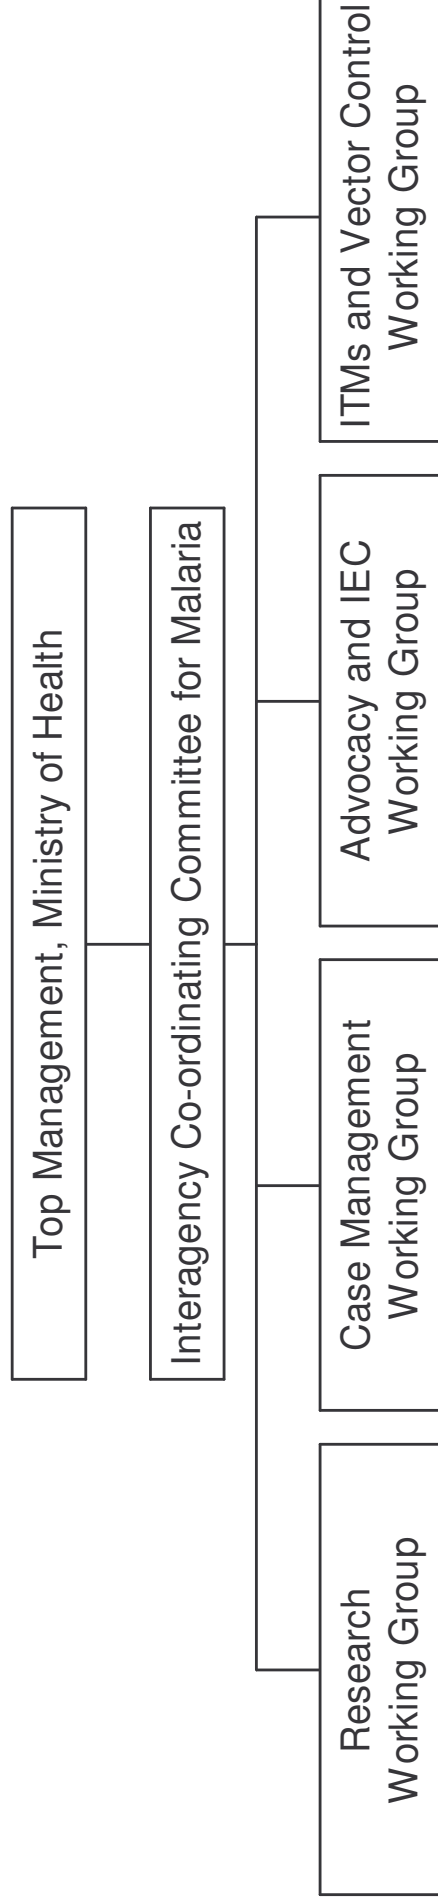 Top Management, Ministry of Health
Interagency Co-ordinating Committee for Malaria
Research
Working Group
Case Management
Working Group
Advocacy and IEC
Working Group
ITMs and Vector Control
Working Group